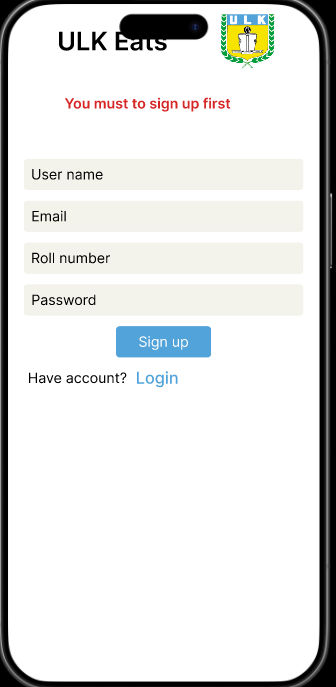 ULK Eats
U L K
You must to sign up first
User name
Email
Roll number
Password
Sign up
Have account? Login